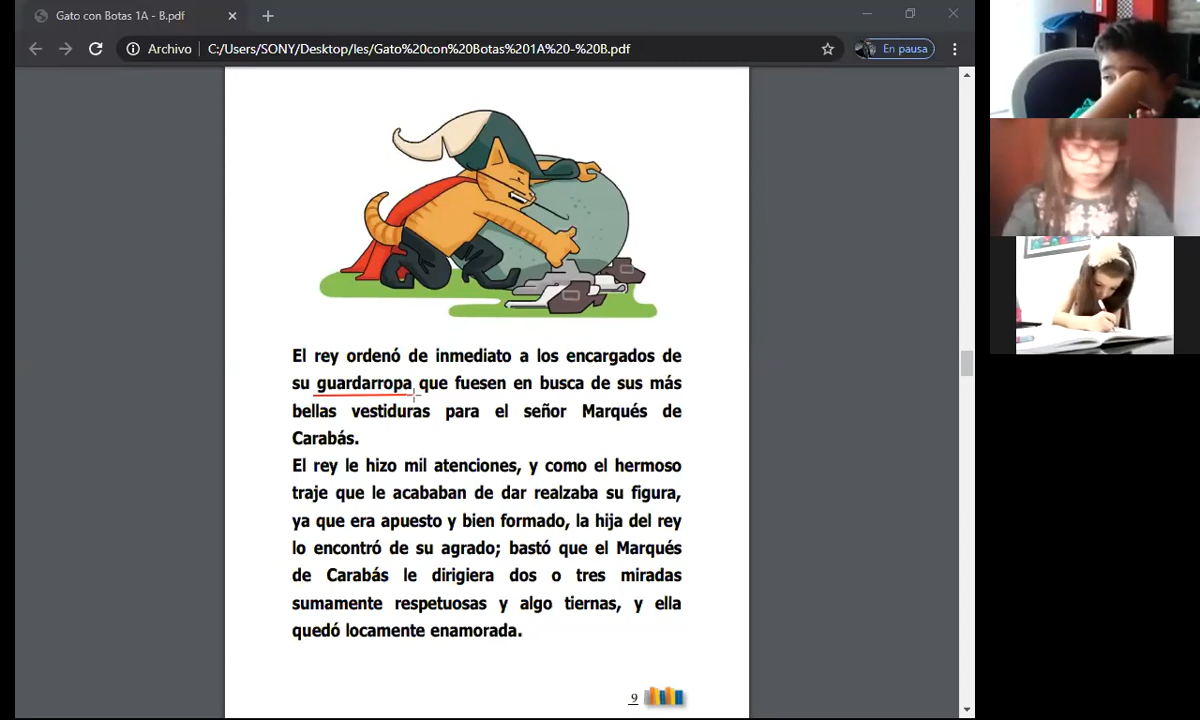 Gato con Botas 1A - B.pdf
Archivo
C:/Users/SONY/Desktop/les/Gato%20con%20Botas%201A%20-%20B.pdf
En pausa
El rey ordenó de inmediato a los encargados de
su guardarropa que fuesen en busca de sus más
bellas vestiduras para el señor Marqués de
Carabás.
El rey le hizo mil atenciones, y como el hermoso
traje que le acababan de dar realzaba su figura,
ya que era apuesto y bien formado, la hija del rey
lo encontró de su agrado; bastó que el Marqués
de Carabás le dirigiera dos o tres miradas
sumamente respetuosas y algo tiernas, y ella
quedó locamente enamorada.
9